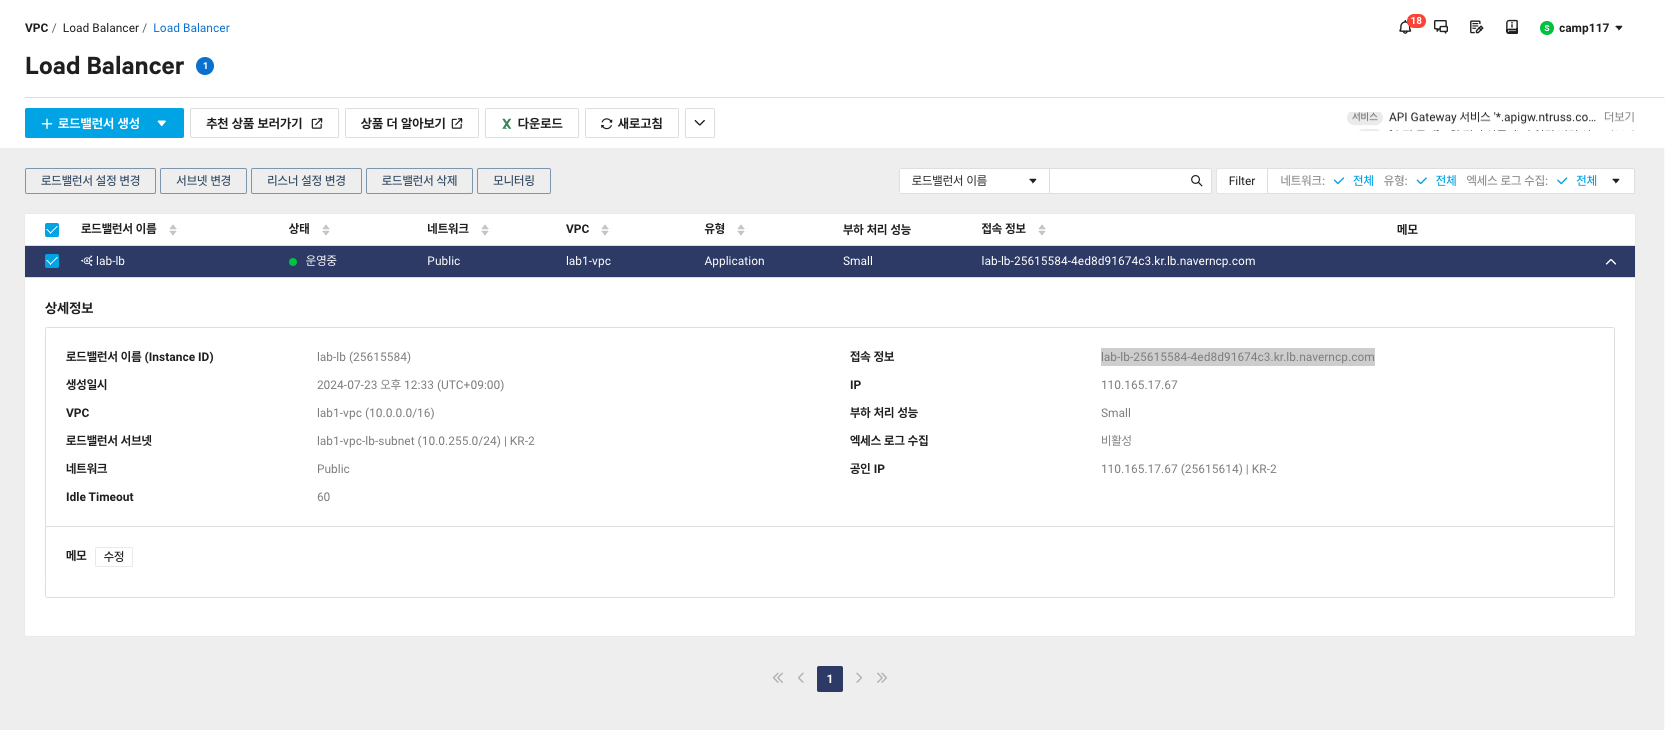 VPC / Load Balancer / Load Balancer
18
S camp117
Load Balancer 1
+ 로드밸런서 생성
추천 상품 보러가기
상품 더 알아보기
X 다운로드
새로고침
서비스 API Gateway 서비스 '*.apigw.ntruss.co... 더보기
로드밸런서 설정 변경
서브넷 변경
리스너 설정 변경
로드밸런서 삭제
모니터링
로드밸런서 이름
Filter
네트워크: 전체 유형: 전체 엑세스 로그 수집: 전체
로드밸런서 이름 상태 네트워크 VPC 유형 부하 처리 성능 접속 정보 메모
lab-lb 운영중 Public lab1-vpc Application Small lab-lb-25615584-4ed8d91674c3.kr.lb.naverncp.com
상세정보
로드밸런서 이름 (Instance ID) lab-lb (25615584) 접속 정보 lab-lb-25615584-4ed8d91674c3.kr.lb.naverncp.com
생성일시 2024-07-23 오후 12:33 (UTC+09:00) IP 110.165.17.67
VPC lab1-vpc (10.0.0.0/16) 부하 처리 성능 Small
로드밸런서 서브넷 lab1-vpc-lb-subnet (10.0.255.0/24) | KR-2 엑세스 로그 수집 비활성
네트워크 Public 공인 IP 110.165.17.67 (25615614) | KR-2
Idle Timeout 60
메모 수정
1